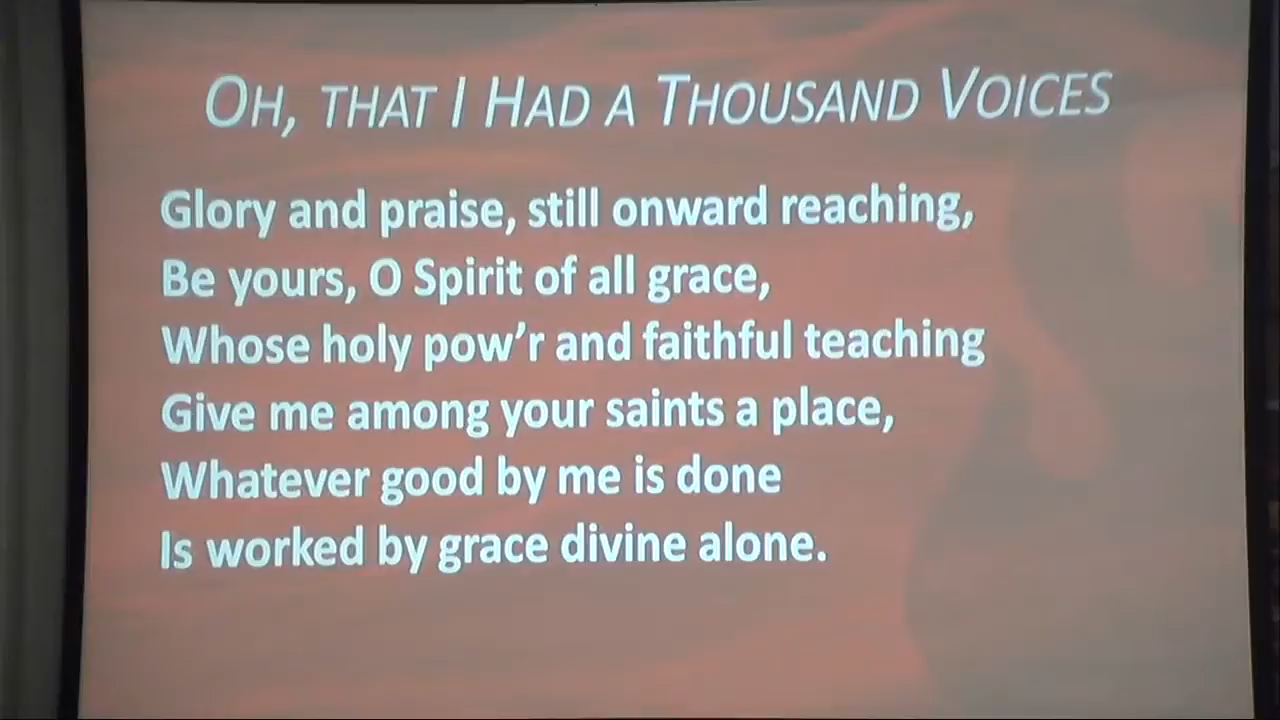 OH, THAT I HAD A THOUSAND VOICES
Glory and praise, still onward reaching,
Be yours, O Spirit of all grace,
Whose holy pow’r and faithful teaching
Give me among your saints a place,
Whatever good by me is done
Is worked by grace divine alone.